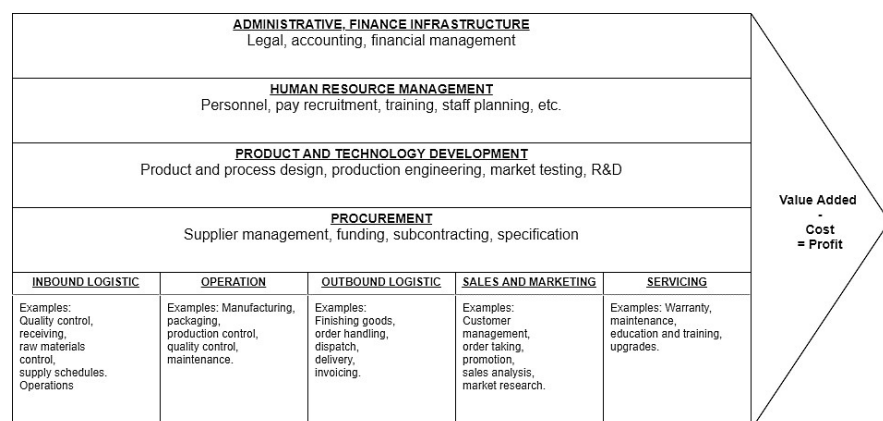 ADMINISTRATIVE, FINANCE INFRASTRUCTURE
Legal, accounting, financial management
HUMAN RESOURCE MANAGEMENT
Personnel, pay recruitment, training, staff planning, etc.
PRODUCT AND TECHNOLOGY DEVELOPMENT
Product and process design, production engineering, market testing, R&D
PROCUREMENT
Supplier management, funding, subcontracting, specification
INBOUND LOGISTIC
Examples:
Quality control,
receiving,
raw materials
control,
supply schedules.
Operations
OPERATION
Examples: Manufacturing,
packaging,
production control,
quality control,
maintenance.
OUTBOUND LOGISTIC
Examples:
Finishing goods,
order handling,
dispatch,
delivery,
invoicing.
SALES AND MARKETING
Examples:
Customer
management,
order taking,
promotion,
sales analysis,
market research.
SERVICING
Examples: Warranty,
maintenance,
education and training,
upgrades.
Value Added
-
Cost
= Profit